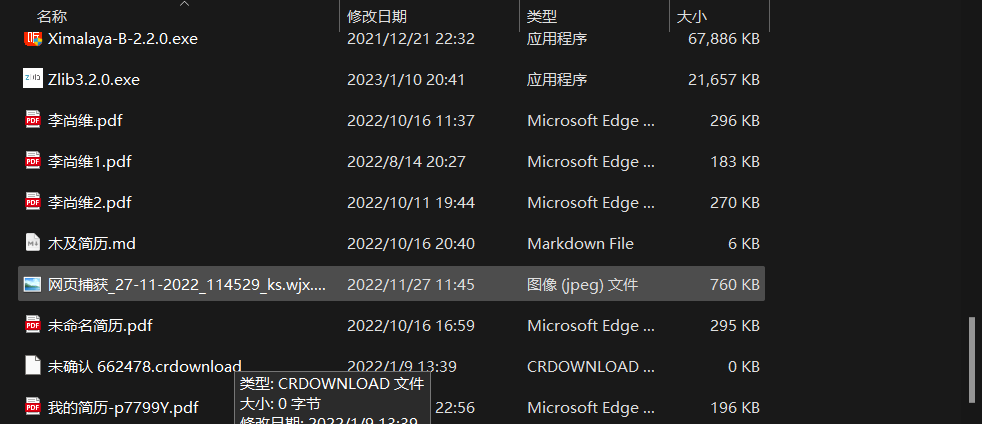 名称 修改日期 类型 大小
Ximalaya-B-2.2.0.exe 2021/12/21 22:32 应用程序 67,886 KB
Zlib3.2.0.exe 2023/1/10 20:41 应用程序 21,657 KB
李尚维.pdf 2022/10/16 11:37 Microsoft Edge ... 296 KB
李尚维1.pdf 2022/8/14 20:27 Microsoft Edge ... 183 KB
李尚维2.pdf 2022/10/11 19:44 Microsoft Edge ... 270 KB
木及简历.md 2022/10/16 20:40 Markdown File 6 KB
网页捕获_27-11-2022_114529_ks.wjx.... 2022/11/27 11:45 图像 (jpeg) 文件 760 KB
未命名简历.pdf 2022/10/16 16:59 Microsoft Edge ... 295 KB
未确认 662478.crdownload 2022/1/9 13:39 CRDOWNLOAD ... 0 KB
类型: CRDOWNLOAD 文件
大小: 0 字节
我的简历-p7799Y.pdf 22:56 Microsoft Edge ... 196 KB
修改日期: 2022/1/9 13:39